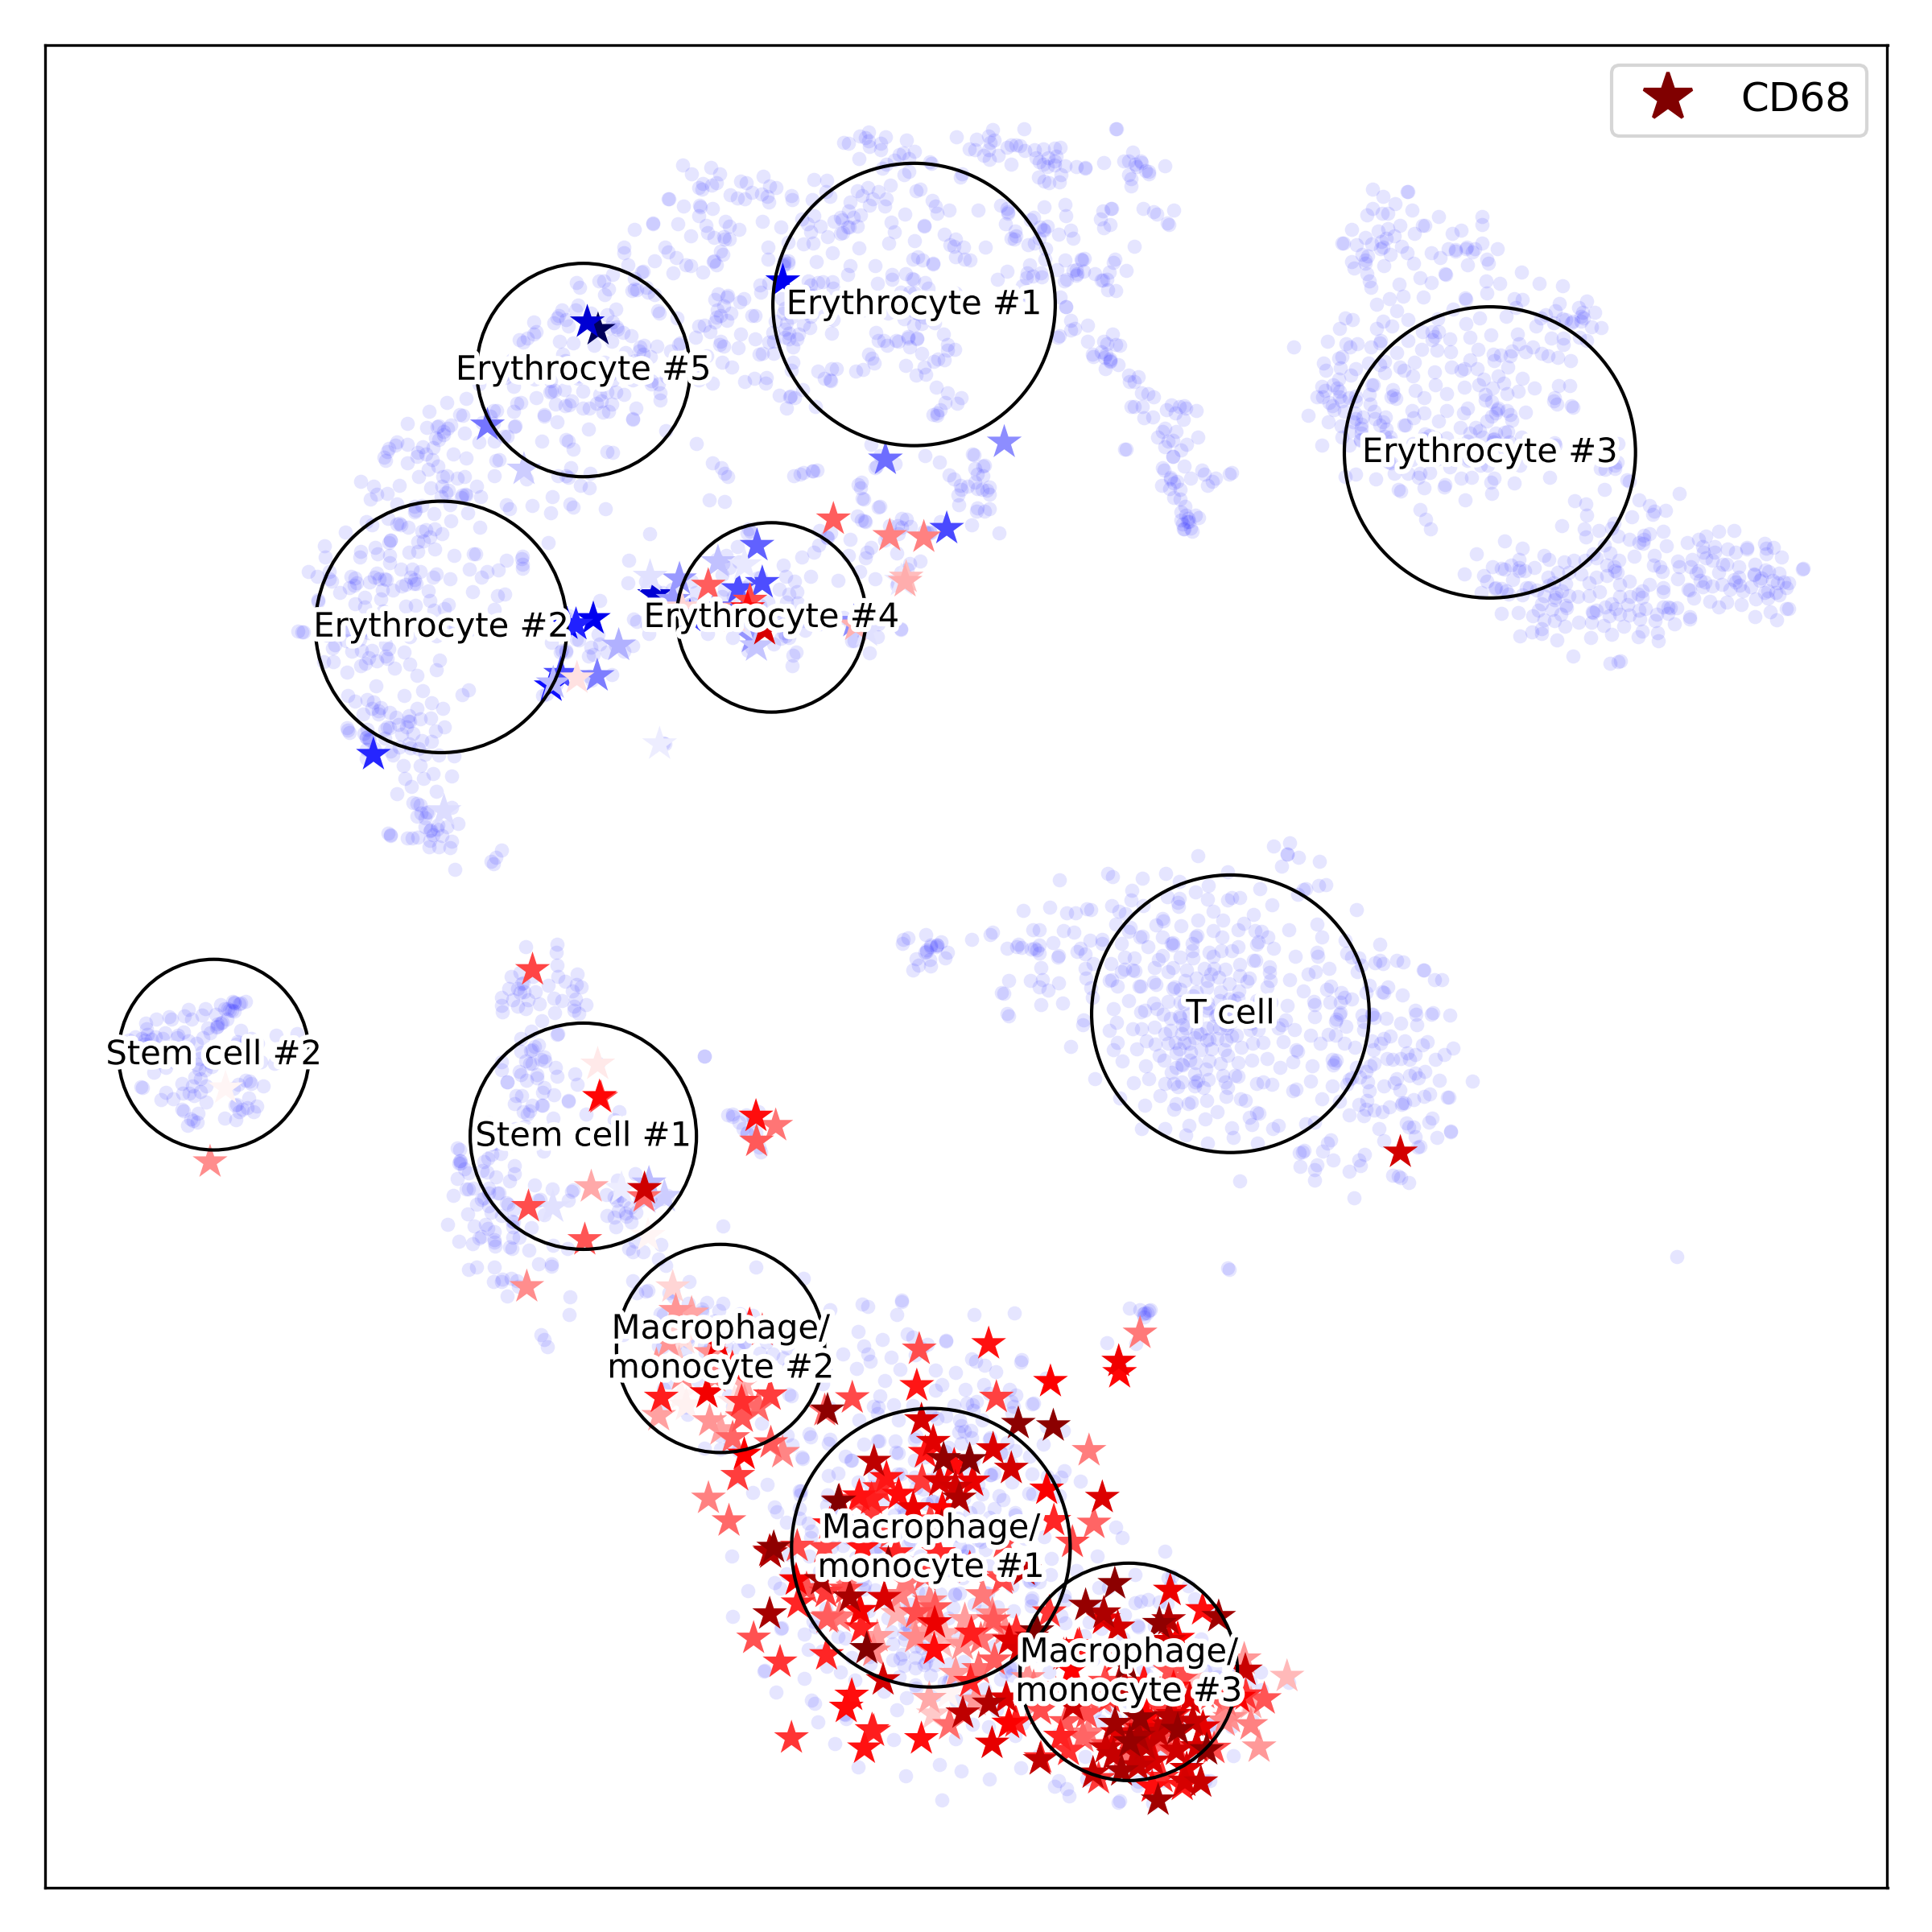 CD68
Erythrocyte #1
Erythrocyte #5
Erythrocyte #3
Erythrocyte #4
Erythrocyte #2
T cell
Stem cell #2
Stem cell #1
Macrophage/
monocyte #2
Macrophage/
monocyte #1
Macrophage/
monocyte #3